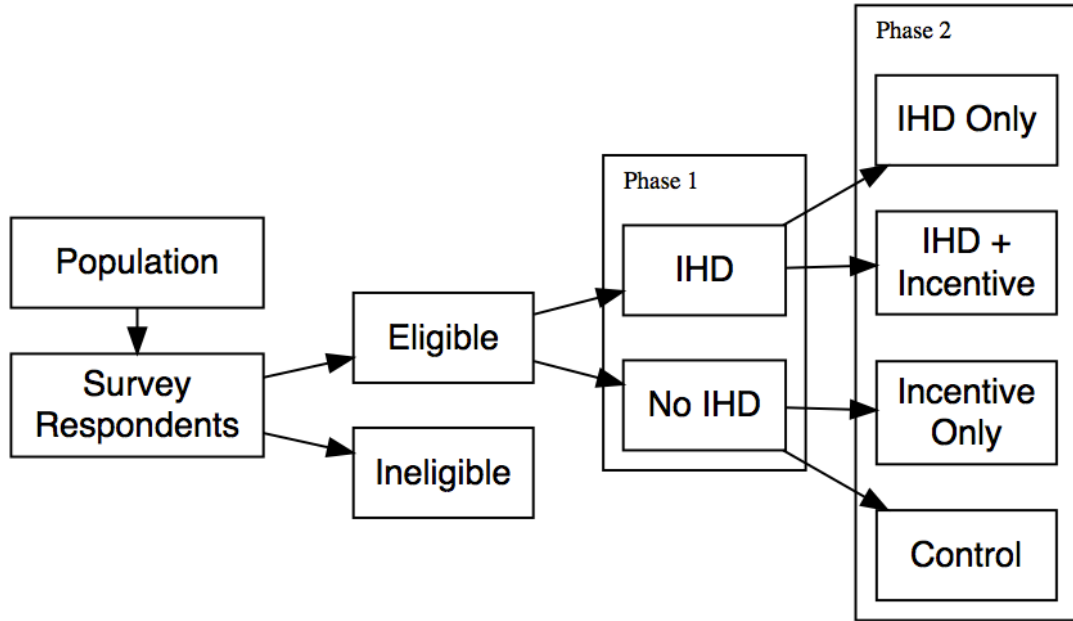 Population
Survey
Respondents
Eligible
Ineligible
Phase 1
IHD
No IHD
Phase 2
IHD Only
IHD +
Incentive
Incentive
Only
Control